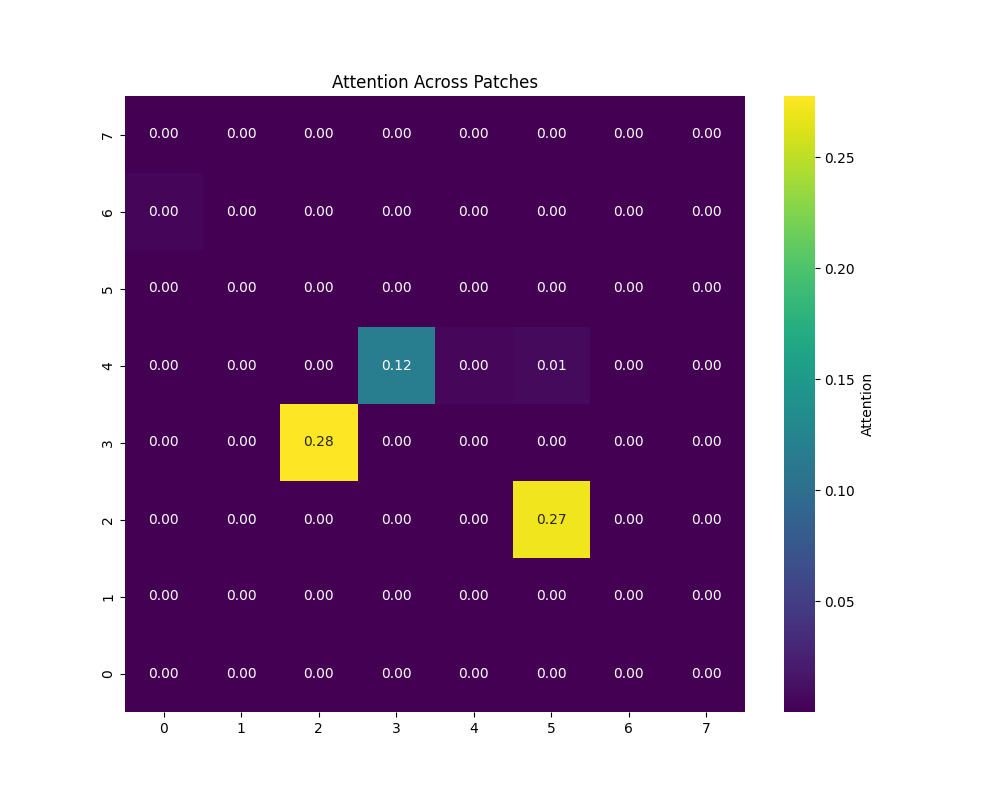 Attention Across Patches
7 0.00 0.00 0.00 0.00 0.00 0.00 0.00 0.00
6 0.00 0.00 0.00 0.00 0.00 0.00 0.00 0.00
5 0.00 0.00 0.00 0.00 0.00 0.00 0.00 0.00
4 0.00 0.00 0.00 0.12 0.00 0.01 0.00 0.00
3 0.00 0.00 0.28 0.00 0.00 0.00 0.00 0.00
2 0.00 0.00 0.00 0.00 0.00 0.27 0.00 0.00
1 0.00 0.00 0.00 0.00 0.00 0.00 0.00 0.00
0 0.00 0.00 0.00 0.00 0.00 0.00 0.00 0.00
0 1 2 3 4 5 6 7
0.25
0.20
0.15
0.10
0.05
Attention